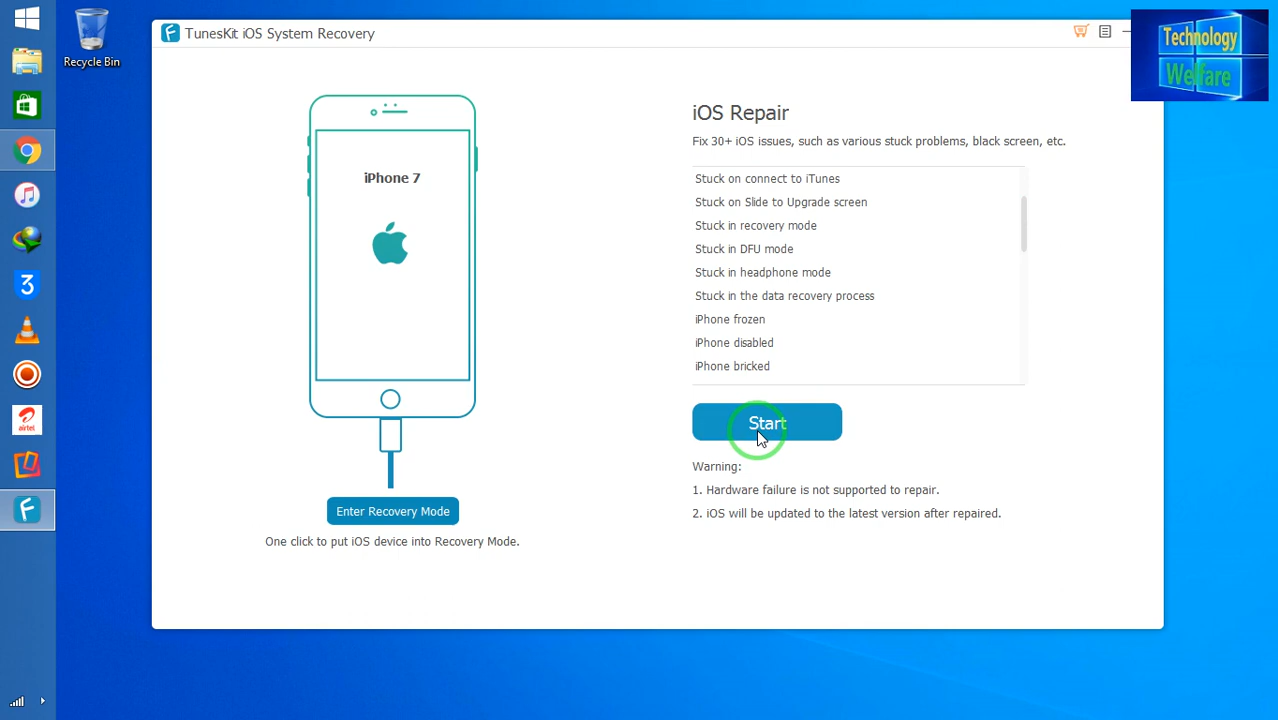 TunesKit iOS System Recovery
Technology
Welfare
Recycle Bin
iPhone 7
Enter Recovery Mode
One click to put iOS device into Recovery Mode.
iOS Repair
Fix 30+ iOS issues, such as various stuck problems, black screen, etc.
Stuck on connect to iTunes
Stuck on Slide to Upgrade screen
Stuck in recovery mode
Stuck in DFU mode
Stuck in headphone mode
Stuck in the data recovery process
iPhone frozen
iPhone disabled
iPhone bricked
Start
Warning:
1. Hardware failure is not supported to repair.
2. iOS will be updated to the latest version after repaired.
3
airtel